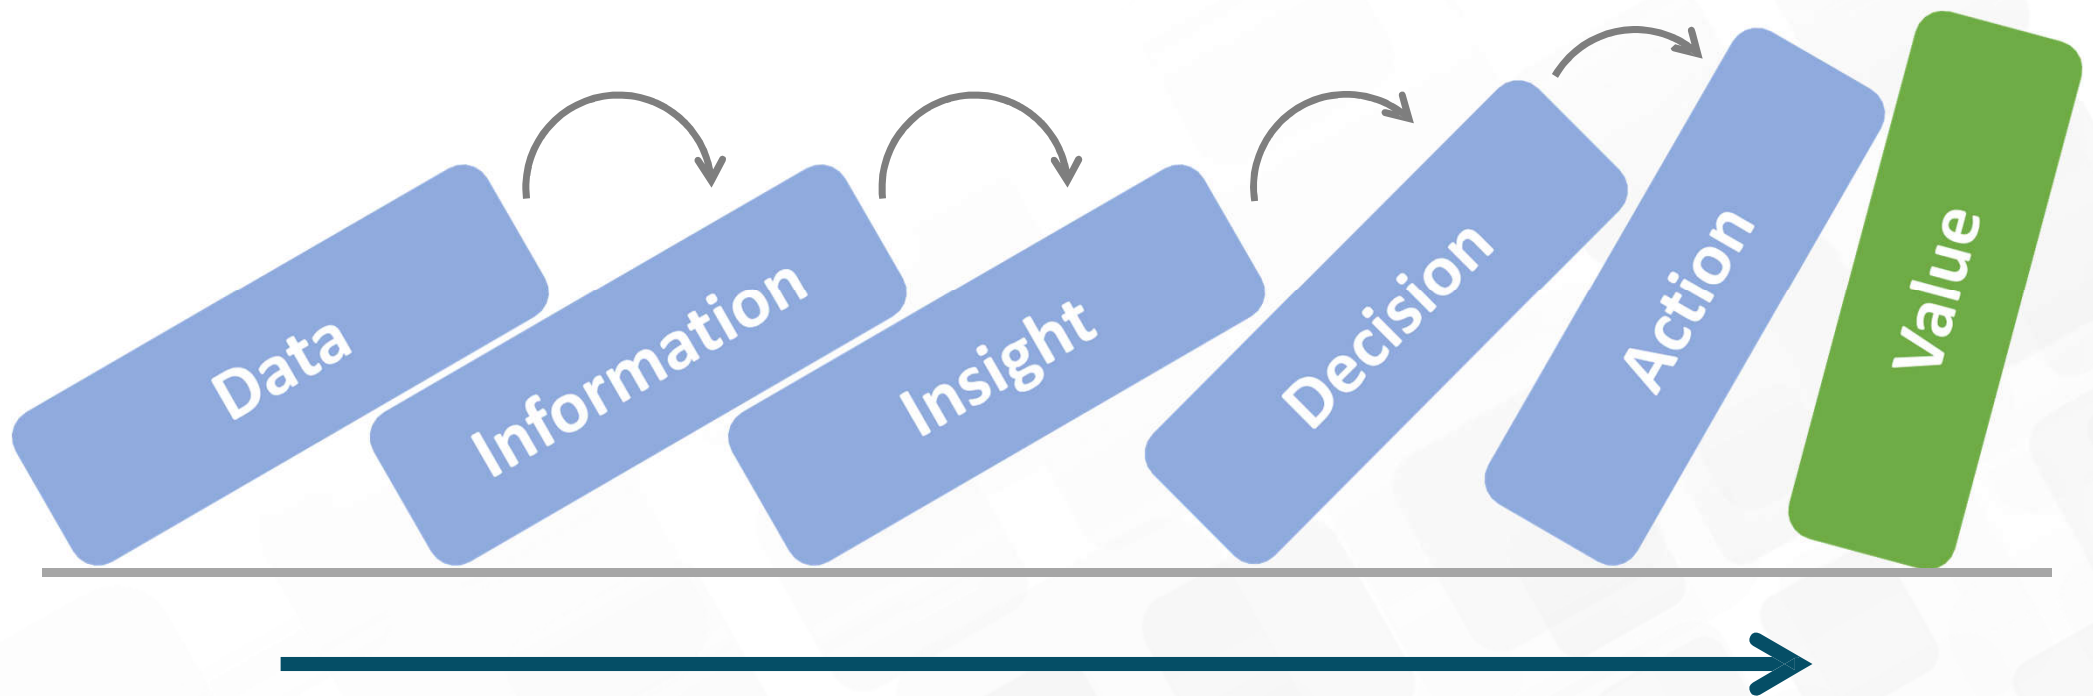 Data
Information
Insight
Decision
Action
Value